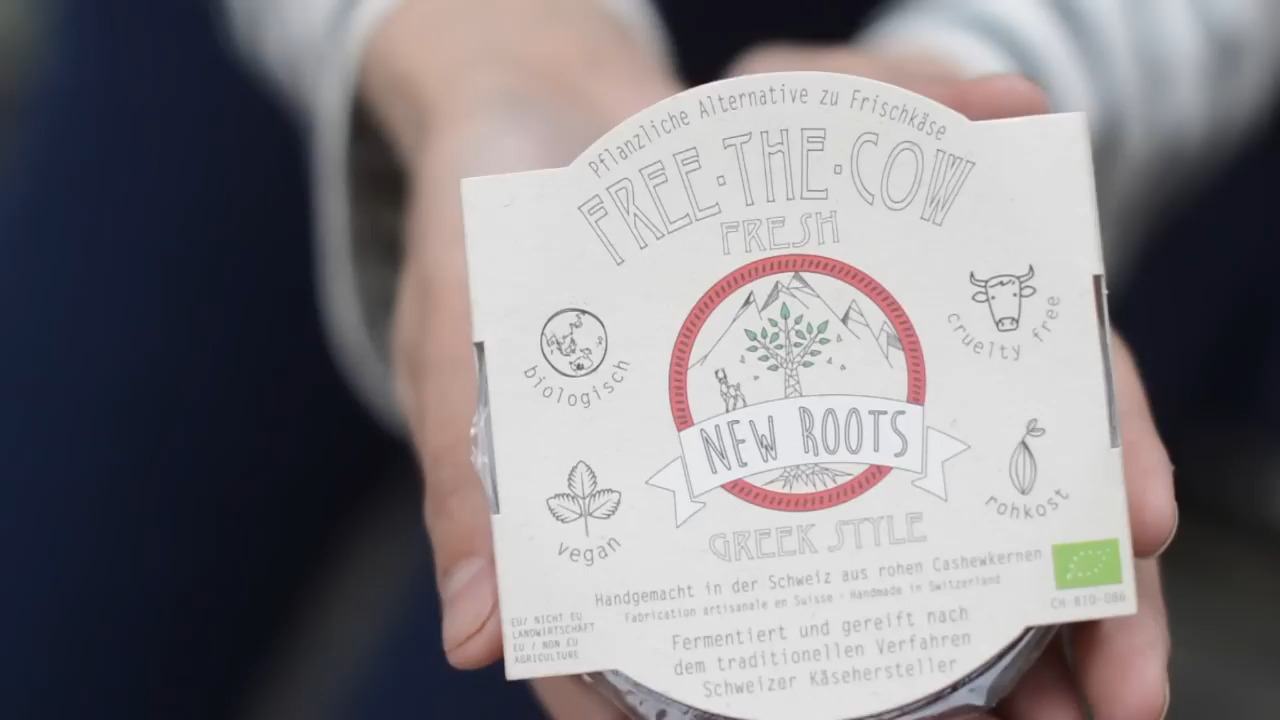 Pflanzliche Alternative zu Frischkäse
FREE·THE·COW
FRESH
biologisch
cruelty free
NEW ROOTS
vegan
rohkost
GREEK STYLE
Handgemacht in der Schweiz aus rohen Cashewkernen
Fabrication artisanale en Suisse - Handmade in Switzerland
EU/ NICHT EU
LANDWIRTSCHAFT
EU / NON EU
AGRICULTURE
CH-BIO-086
Fermentiert und gereift nach
dem traditionellen Verfahren
Schweizer Käsehersteller